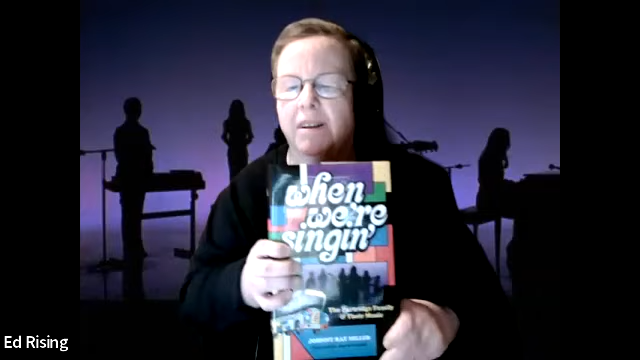 when
we're
singin'
The Partridge Family
& Their Music
JOHNNY RAY MILLER
Ed Rising